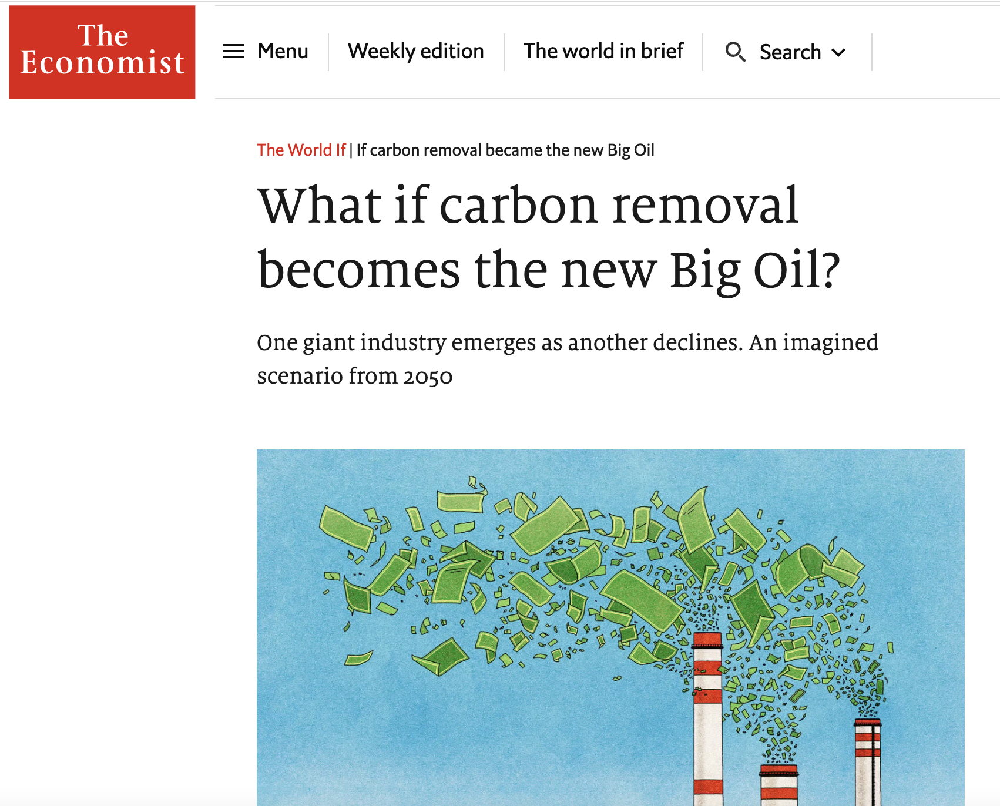 The
Economist
Menu
Weekly edition
The world in brief
Search
The World If | If carbon removal became the new Big Oil
What if carbon removal
becomes the new Big Oil?
One giant industry emerges as another declines. An imagined
scenario from 2050